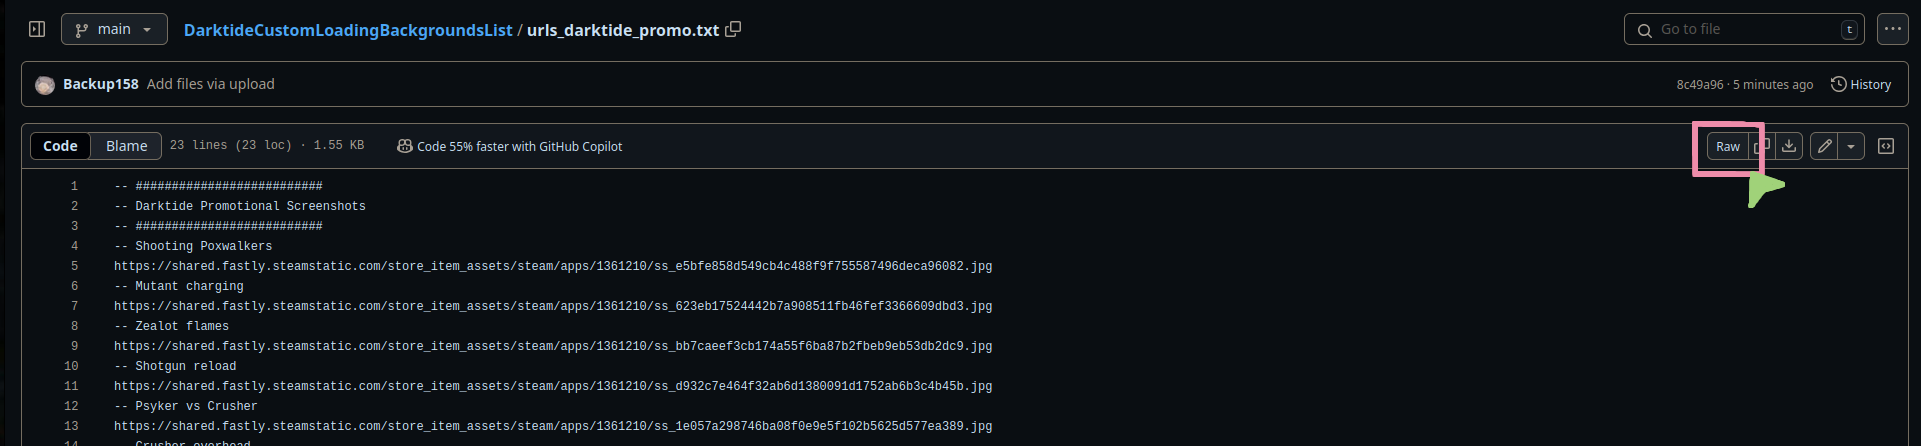 main
DarktideCustomLoadingBackgroundsList / urls_darktide_promo.txt
Go to file
t
Backup158 Add files via upload
8c49a96 · 5 minutes ago
History
Code
Blame
23 lines (23 loc) · 1.55 KB
Code 55% faster with GitHub Copilot
Raw
1 -- ##########################
2 -- Darktide Promotional Screenshots
3 -- ##########################
4 -- Shooting Poxwalkers
5 https://shared.fastly.steamstatic.com/store_item_assets/steam/apps/1361210/ss_e5bfe858d549cb4c488f9f755587496deca96082.jpg
6 -- Mutant charging
7 https://shared.fastly.steamstatic.com/store_item_assets/steam/apps/1361210/ss_623eb17524442b7a908511fb46fef3366609dbd3.jpg
8 -- Zealot flames
9 https://shared.fastly.steamstatic.com/store_item_assets/steam/apps/1361210/ss_bb7caeef3cb174a55f6ba87b2fbeb9eb53db2dc9.jpg
10 -- Shotgun reload
11 https://shared.fastly.steamstatic.com/store_item_assets/steam/apps/1361210/ss_d932c7e464f32ab6d1380091d1752ab6b3c4b45b.jpg
12 -- Psyker vs Crusher
13 https://shared.fastly.steamstatic.com/store_item_assets/steam/apps/1361210/ss_1e057a298746ba08f0e9e5f102b5625d577ea389.jpg
14 -- Crusher overhead